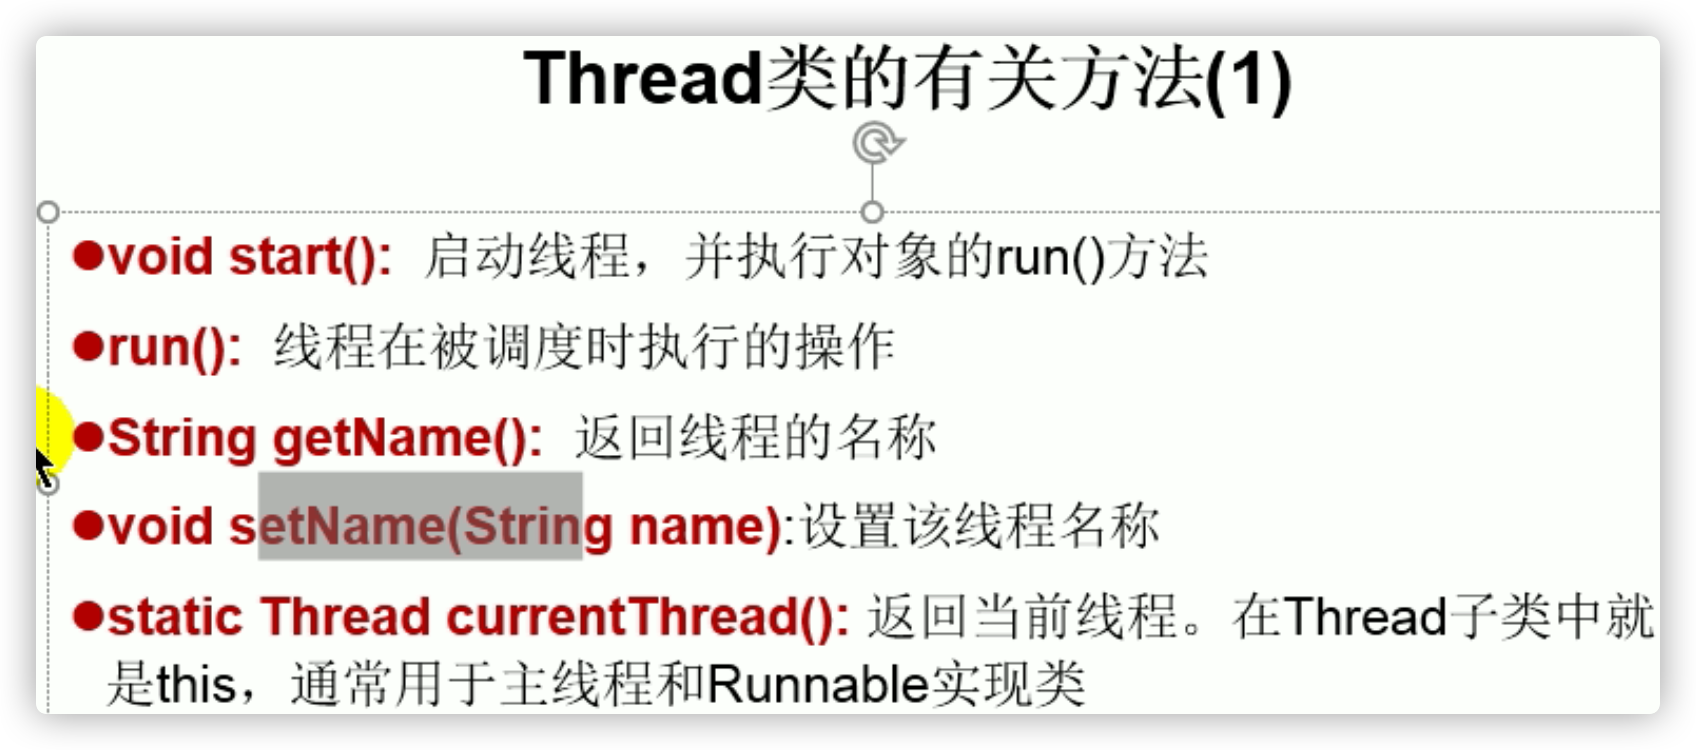 Thread类的有关方法(1)
●void start(): 启动线程，并执行对象的run()方法
●run(): 线程在被调度时执行的操作
●String getName(): 返回线程的名称
●void setName(String name):设置该线程名称
●static Thread currentThread(): 返回当前线程。在Thread子类中就
是this，通常用于主线程和Runnable实现类